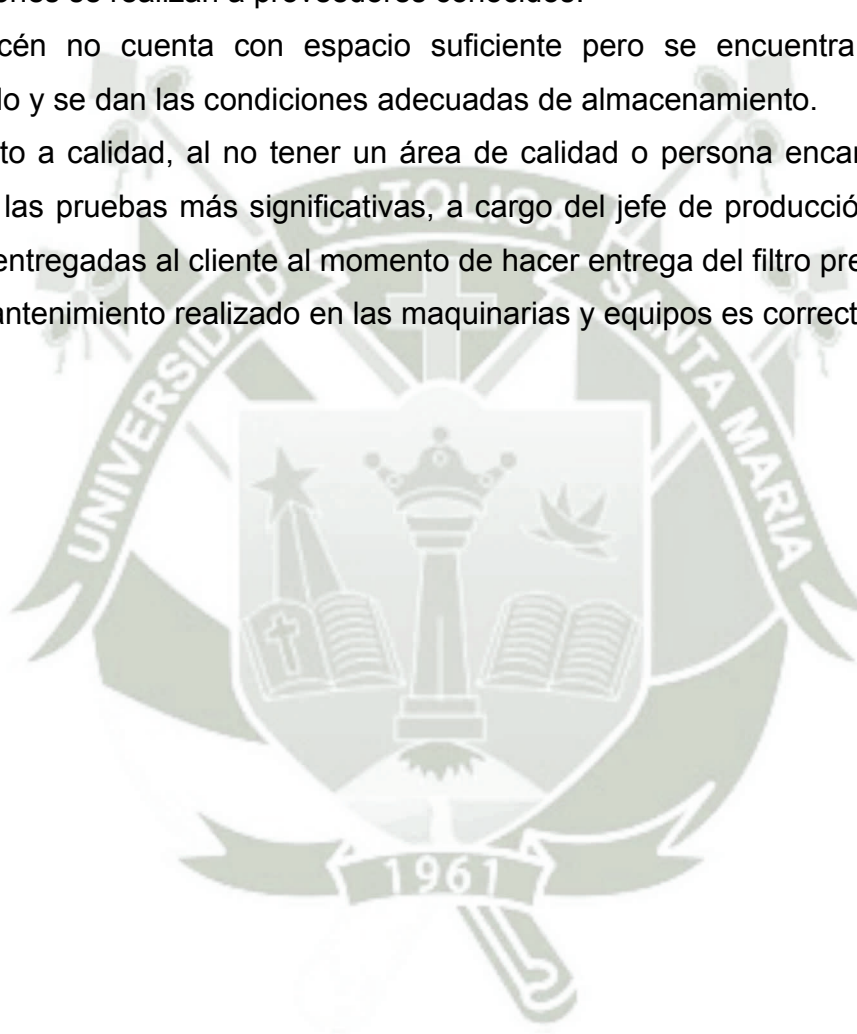 ones se realizan a proveedores conocidos.
cén no cuenta con espacio suficiente pero se encuentra
do y se dan las condiciones adecuadas de almacenamiento.
to a calidad, al no tener un área de calidad o persona encar
las pruebas más significativas, a cargo del jefe de producció
entregadas al cliente al momento de hacer entrega del filtro pre
antenimiento realizado en las maquinarias y equipos es correct
UNIVERSIDAD CATOLICA SANTA MARIA
1961